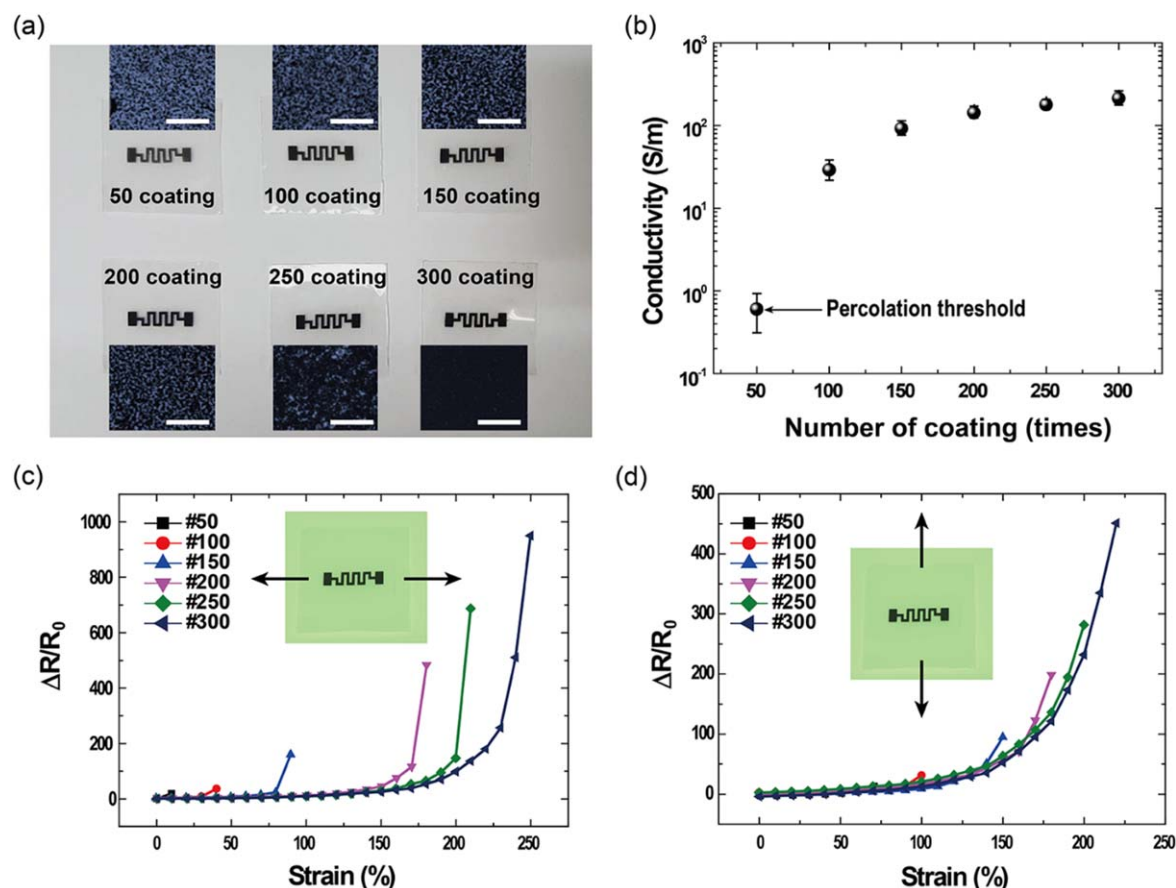 (a)
50 coating
100 coating
150 coating
200 coating
250 coating
300 coating
(b)
10³
10²
10¹
10⁰
10⁻¹
Conductivity (S/m)
Percolation threshold
50 100 150 200 250 300
Number of coating (times)
(c)
1000
800
600
400
200
0
ΔR/R₀
#50
#100
#150
#200
#250
#300
0 50 100 150 200 250
Strain (%)
(d)
500
400
300
200
100
0
ΔR/R₀
#50
#100
#150
#200
#250
#300
0 50 100 150 200 250
Strain (%)